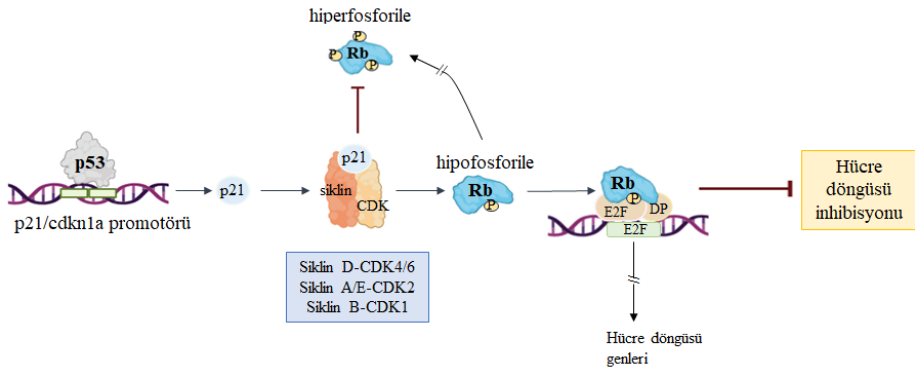 hiperfosforile
P
Rb
P
P
p53
p21/cdkn1a promotörü
p21
p21
siklin
CDK
hipofosforile
Rb
P
Rb
P
E2F
DP
E2F
Hücre
döngüsü
inhibisyonu
Siklin D-CDK4/6
Siklin A/E-CDK2
Siklin B-CDK1
Hücre döngüsü
genleri